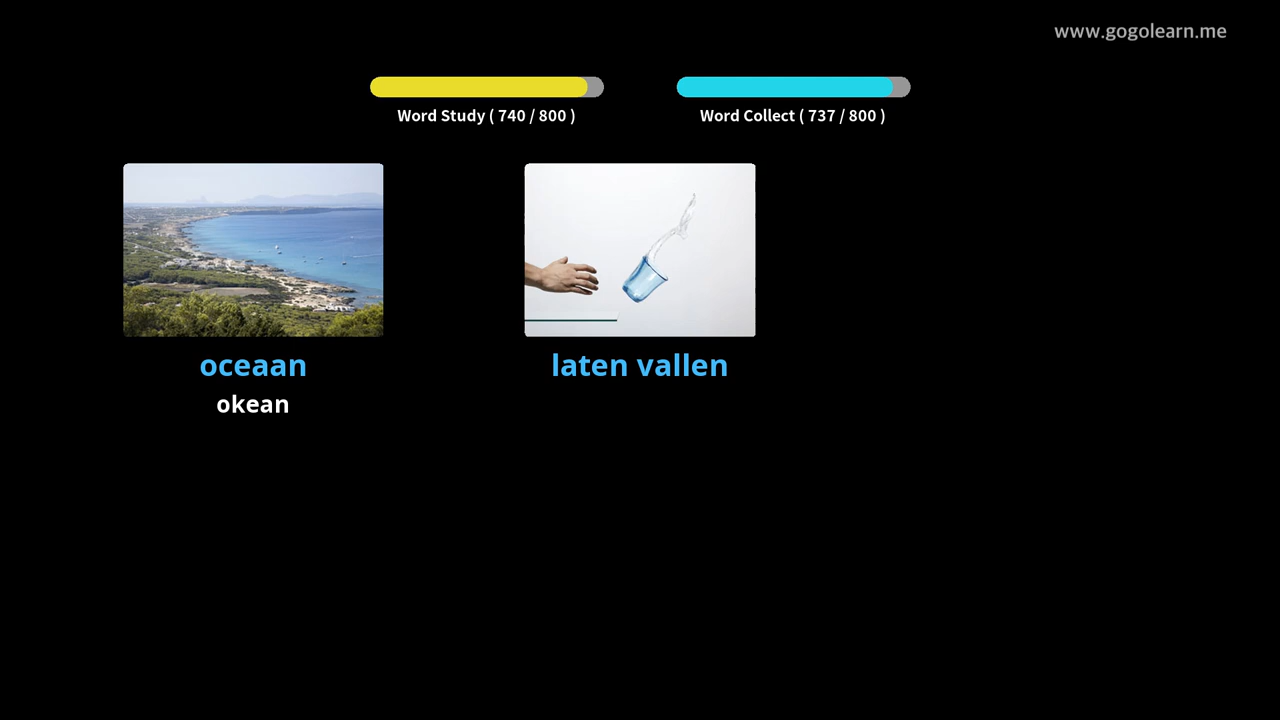 www.gogolearn.me
Word Study ( 740 / 800 )
Word Collect ( 737 / 800 )
oceaan
okean
laten vallen